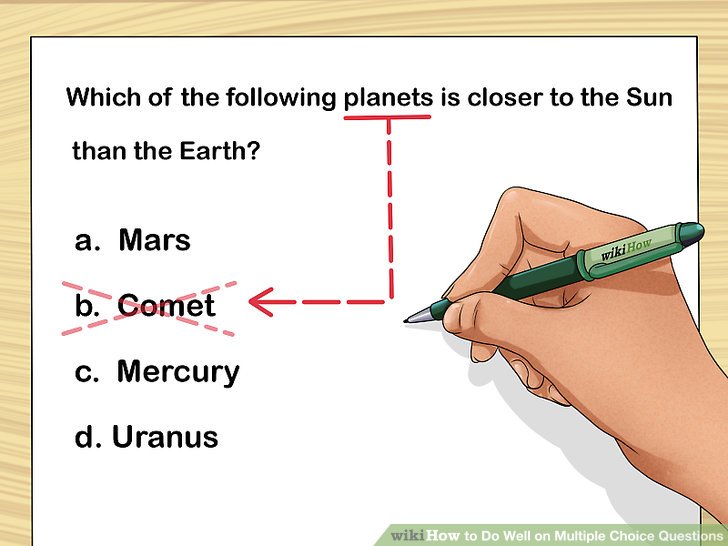 Which of the following planets is closer to the Sun
than the Earth?
a. Mars
b. Comet
wikiHow
c. Mercury
d. Uranus
wikiHow to Do Well on Multiple Choice Questions